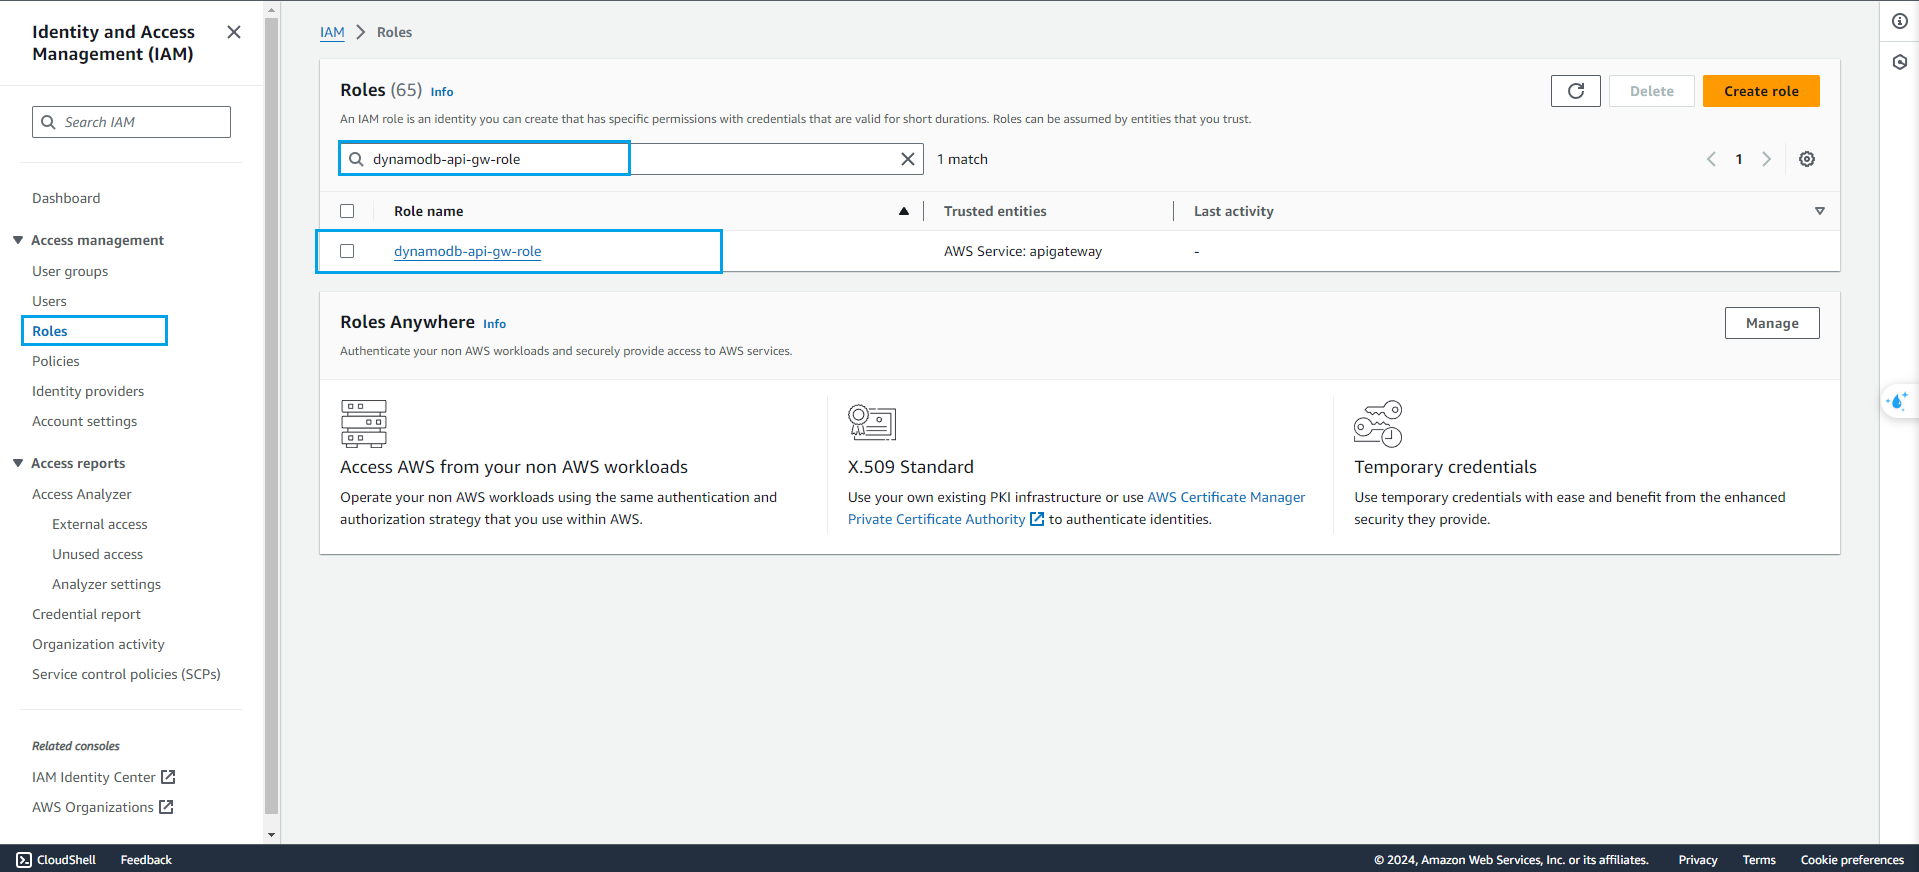 Identity and Access
Management (IAM)
Search IAM
Dashboard
Access management
User groups
Users
Roles
Policies
Identity providers
Account settings
Access reports
Access Analyzer
External access
Unused access
Analyzer settings
Credential report
Organization activity
Service control policies (SCPs)
Related consoles
IAM Identity Center
AWS Organizations
IAM > Roles
Roles (65) Info
Delete
Create role
An IAM role is an identity you can create that has specific permissions with credentials that are valid for short durations. Roles can be assumed by entities that you trust.
dynamodb-api-gw-role
1 match
1
Role name
Trusted entities
Last activity
dynamodb-api-gw-role
AWS Service: apigateway
-
Roles Anywhere Info
Manage
Authenticate your non AWS workloads and securely provide access to AWS services.
Access AWS from your non AWS workloads
Operate your non AWS workloads using the same authentication and
authorization strategy that you use within AWS.
X.509 Standard
Use your own existing PKI infrastructure or use AWS Certificate Manager
Private Certificate Authority to authenticate identities.
Temporary credentials
Use temporary credentials with ease and benefit from the enhanced
security they provide.
CloudShell
Feedback
© 2024, Amazon Web Services, Inc. or its affiliates.
Privacy
Terms
Cookie preferences